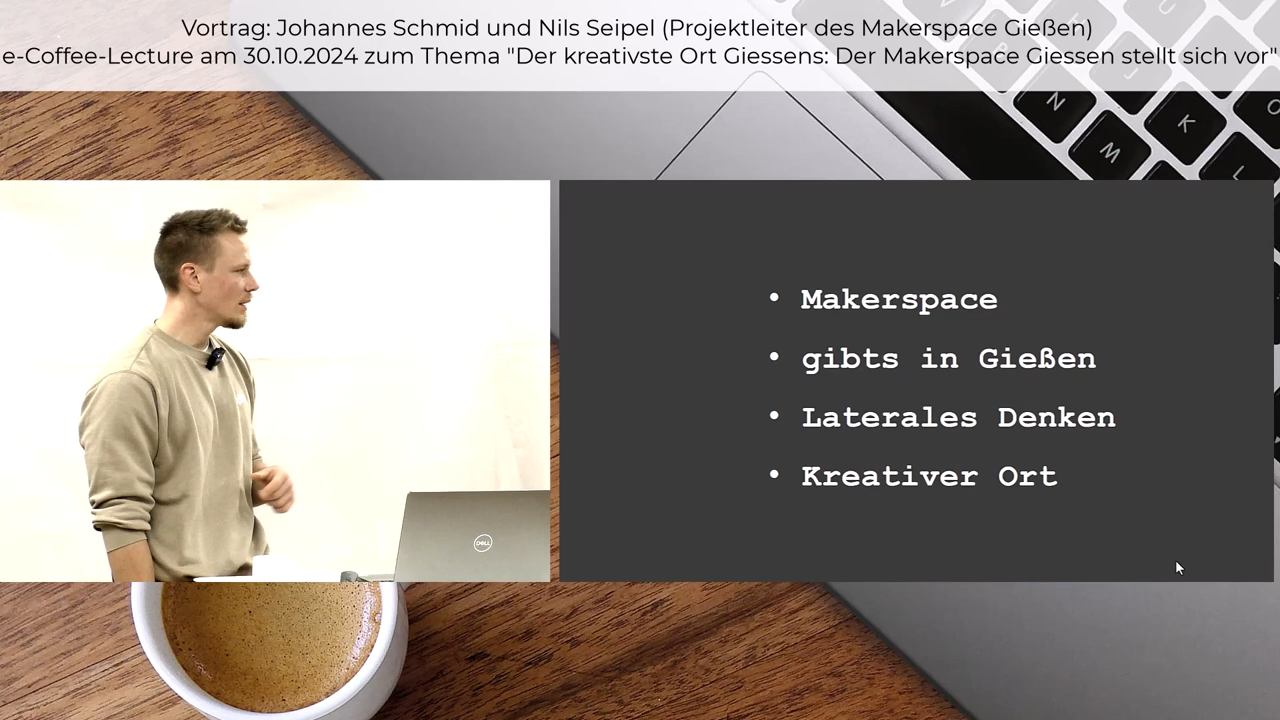 Vortrag: Johannes Schmid und Nils Seipel (Projektleiter des Makerspace Gießen)
e-Coffee-Lecture am 30.10.2024 zum Thema "Der kreativste Ort Giessens: Der Makerspace Giessen stellt sich vor"
• Makerspace
• gibts in Gießen
• Laterales Denken
• Kreativer Ort
DELL
N
M
J
K
L
U
O